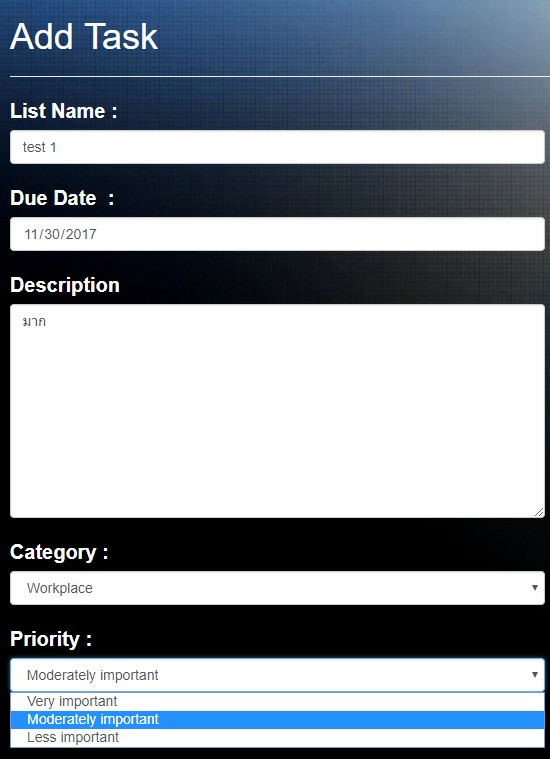 Add Task
List Name :
test 1
Due Date  :
11/30/2017
Description
มาก
Category :
Workplace
Priority :
Moderately important
Very important
Moderately important
Less important